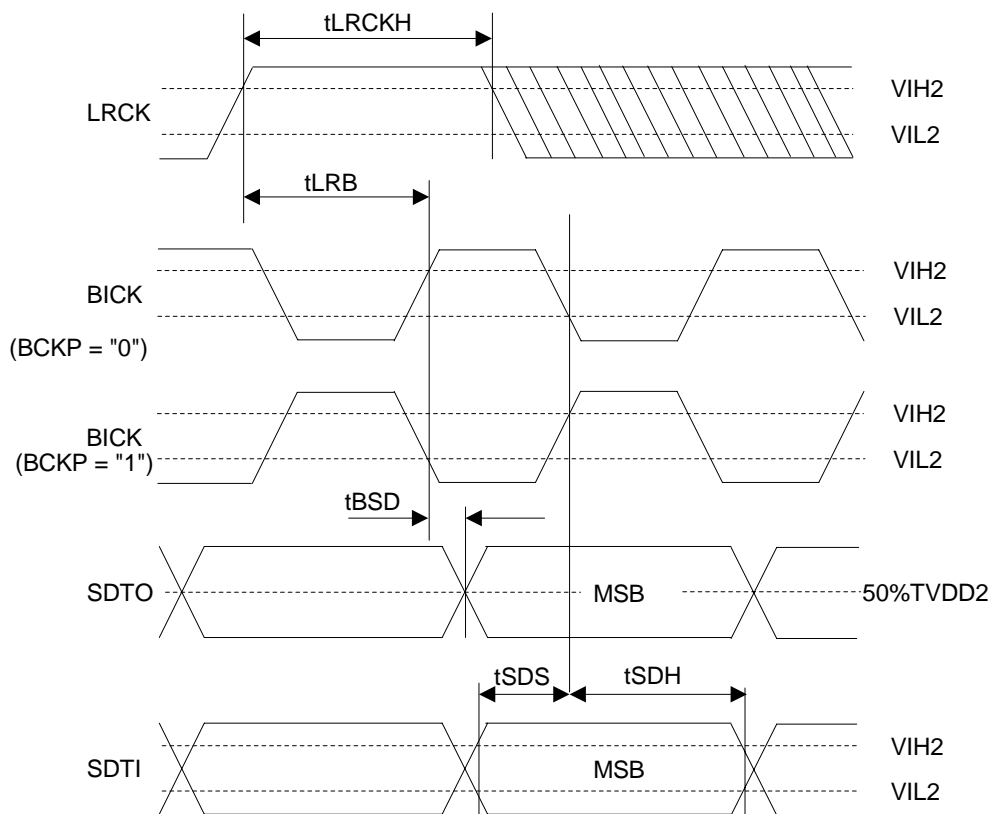 tLRCKH
LRCK
VIH2
VIL2
tLRB
BICK
(BCKP = "0")
VIH2
VIL2
BICK
(BCKP = "1")
VIH2
VIL2
tBSD
SDTO
MSB
50%TVDD2
tSDS
tSDH
SDTI
MSB
VIH2
VIL2